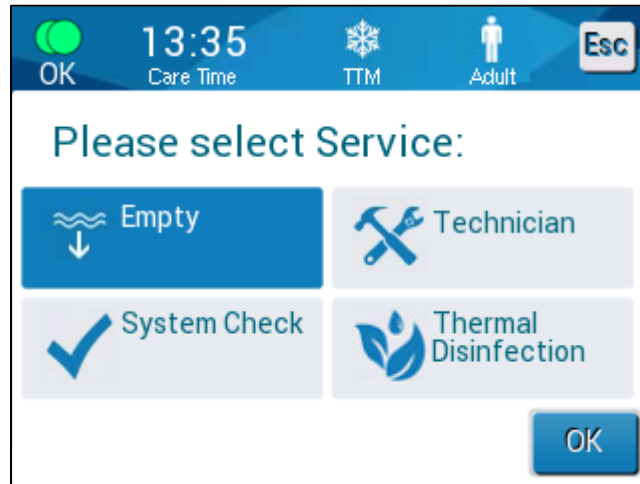 OK
13:35
Care Time
TTM
Adult
Esc
Please select Service:
Empty
Technician
System Check
Thermal
Disinfection
OK